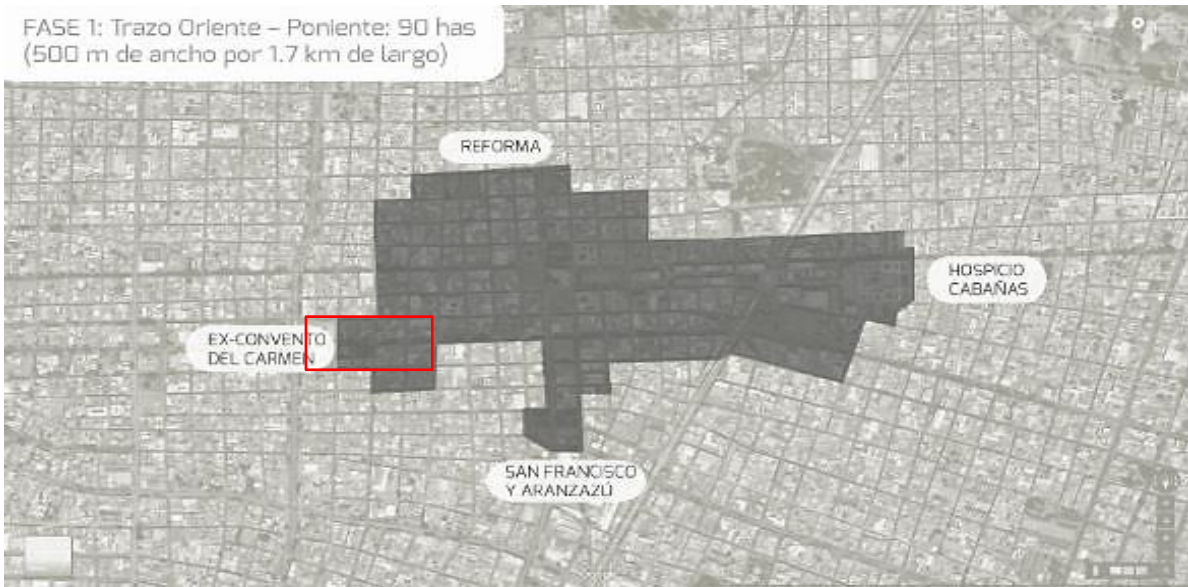 FASE 1: Trazo Oriente – Poniente: 90 has
(500 m de ancho por 1.7 km de largo)
REFORMA
HOSPICIO
CABAÑAS
EX-CONVENTO
DEL CARMEN
SAN FRANCISCO
Y ARANZAZÚ